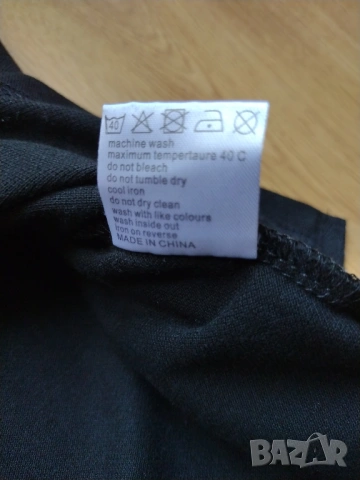 40
machine wash
maximum tempertaure 40 C
do not bleach
do not tumble dry
cool iron
do not dry clean
wash with like colours
wash inside out
iron on reverse
MADE IN CHINA
BAZAR
bg